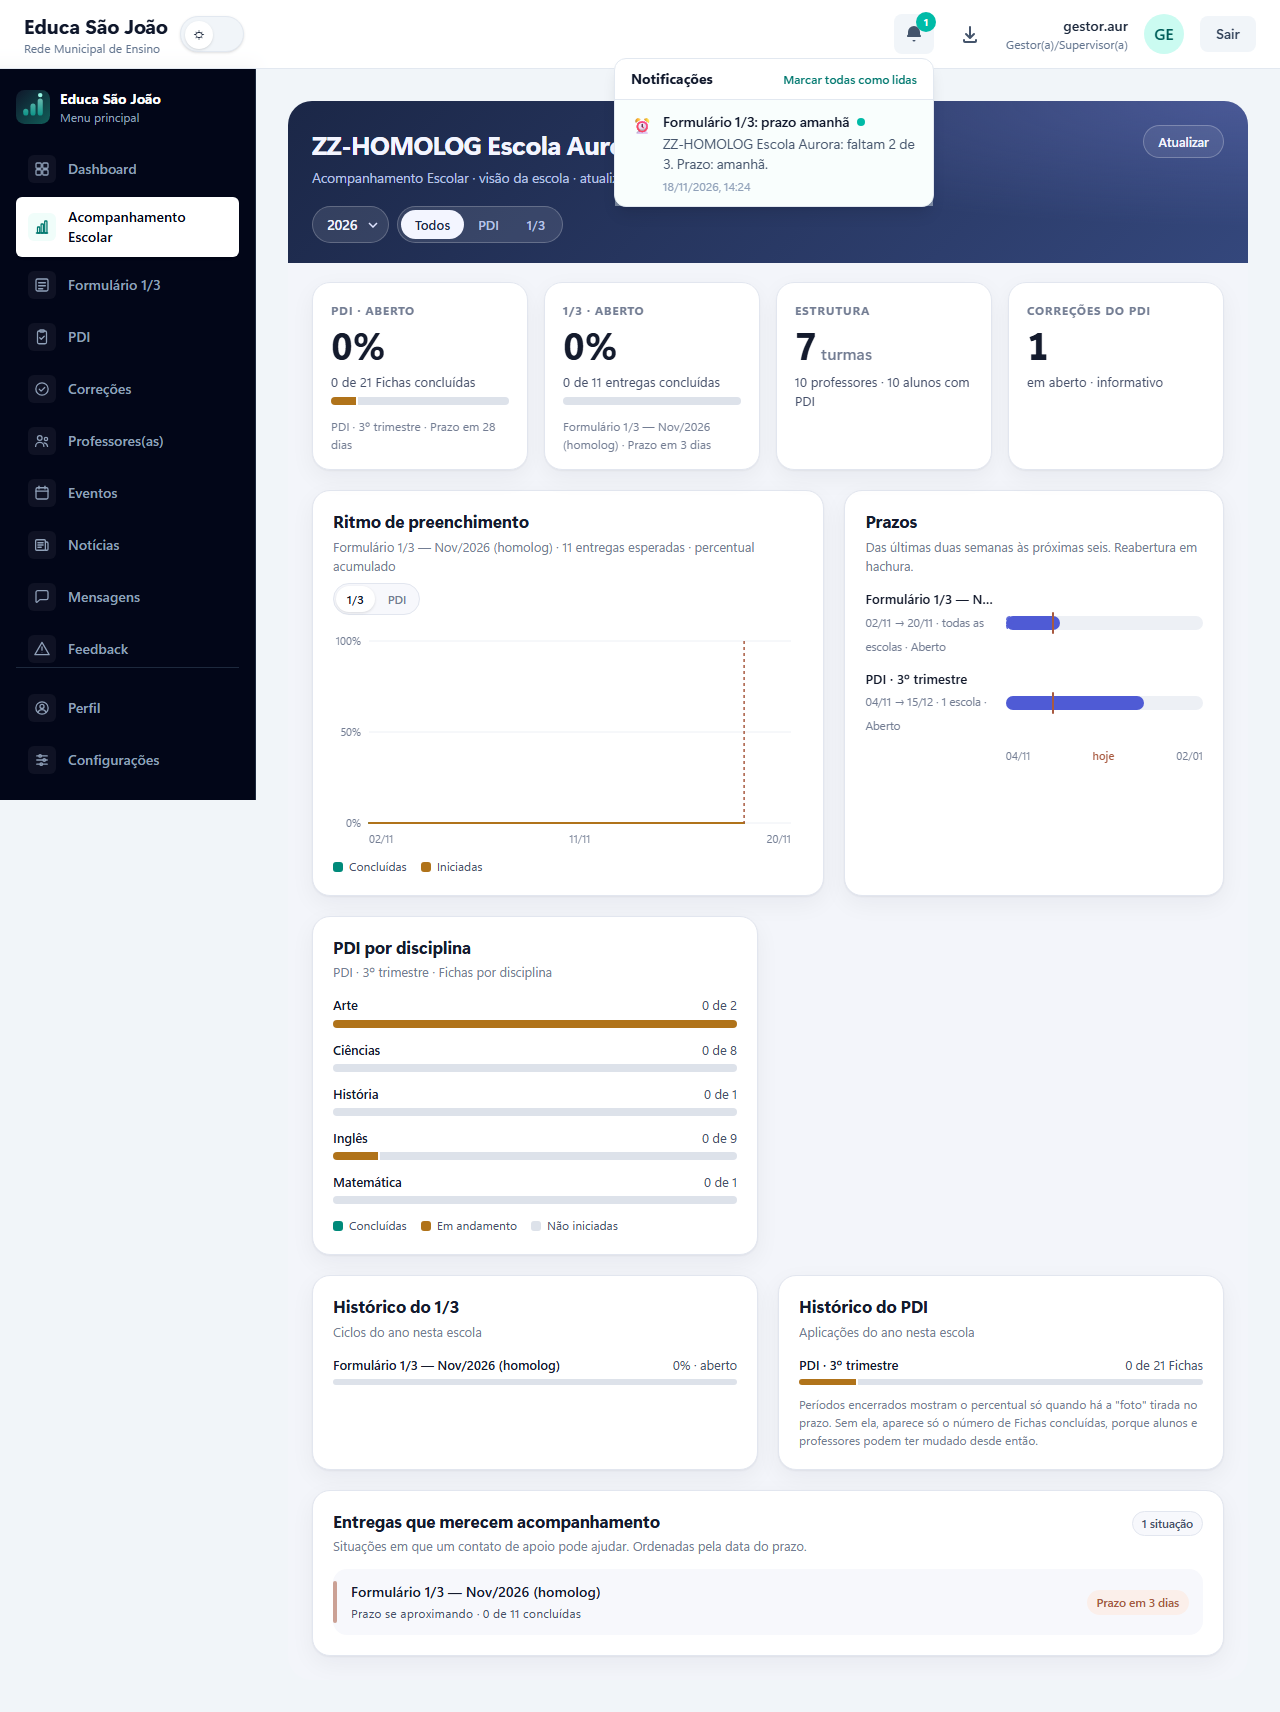 Educa São João
Rede Municipal de Ensino
1
gestor.aur
Gestor(a)/Supervisor(a)
GE
Sair
Educa São João
Menu principal
Dashboard
Acompanhamento
Escolar
Formulário 1/3
PDI
Correções
Professores(as)
Eventos
Notícias
Mensagens
Feedback
Perfil
Configurações
Notificações
Marcar todas como lidas
Formulário 1/3: prazo amanhã
ZZ-HOMOLOG Escola Aurora: faltam 2 de
3. Prazo: amanhã.
18/11/2026, 14:24
ZZ-HOMOLOG Escola
Acompanhamento Escolar · visão da escola ·
Atualizar
2026
Todos
PDI
1/3
PDI · ABERTO
0%
0 de 21 Fichas concluídas
PDI · 3º trimestre · Prazo em 28
dias
1/3 · ABERTO
0%
0 de 11 entregas concluídas
Formulário 1/3 — Nov/2026
(homolog) · Prazo em 3 dias
ESTRUTURA
7 turmas
10 professores · 10 alunos com
PDI
CORREÇÕES DO PDI
1
em aberto · informativo
Ritmo de preenchimento
Formulário 1/3 — Nov/2026 (homolog) · 11 entregas esperadas · percentual
acumulado
1/3
PDI
100%
50%
0%
02/11
11/11
20/11
Concluídas
Iniciadas
Prazos
Das últimas duas semanas às próximas seis. Reabertura em
hachura.
Formulário 1/3 — N...
02/11 → 20/11 · todas as
escolas · Aberto
PDI · 3º trimestre
04/11 → 15/12 · 1 escola ·
Aberto
04/11
hoje
02/01
PDI por disciplina
PDI · 3º trimestre · Fichas por disciplina
Arte
0 de 2
Ciências
0 de 8
História
0 de 1
Inglês
0 de 9
Matemática
0 de 1
Concluídas
Em andamento
Não iniciadas
Histórico do 1/3
Ciclos do ano nesta escola
Formulário 1/3 — Nov/2026 (homolog)
0% · aberto
Histórico do PDI
Aplicações do ano nesta escola
PDI · 3º trimestre
0 de 21 Fichas
Períodos encerrados mostram o percentual só quando há a "foto" tirada no
prazo. Sem ela, aparece só o número de Fichas concluídas, porque alunos e
professores podem ter mudado desde então.
Entregas que merecem acompanhamento
1 situação
Situações em que um contato de apoio pode ajudar. Ordenadas pela data do prazo.
Formulário 1/3 — Nov/2026 (homolog)
Prazo se aproximando · 0 de 11 concluídas
Prazo em 3 dias